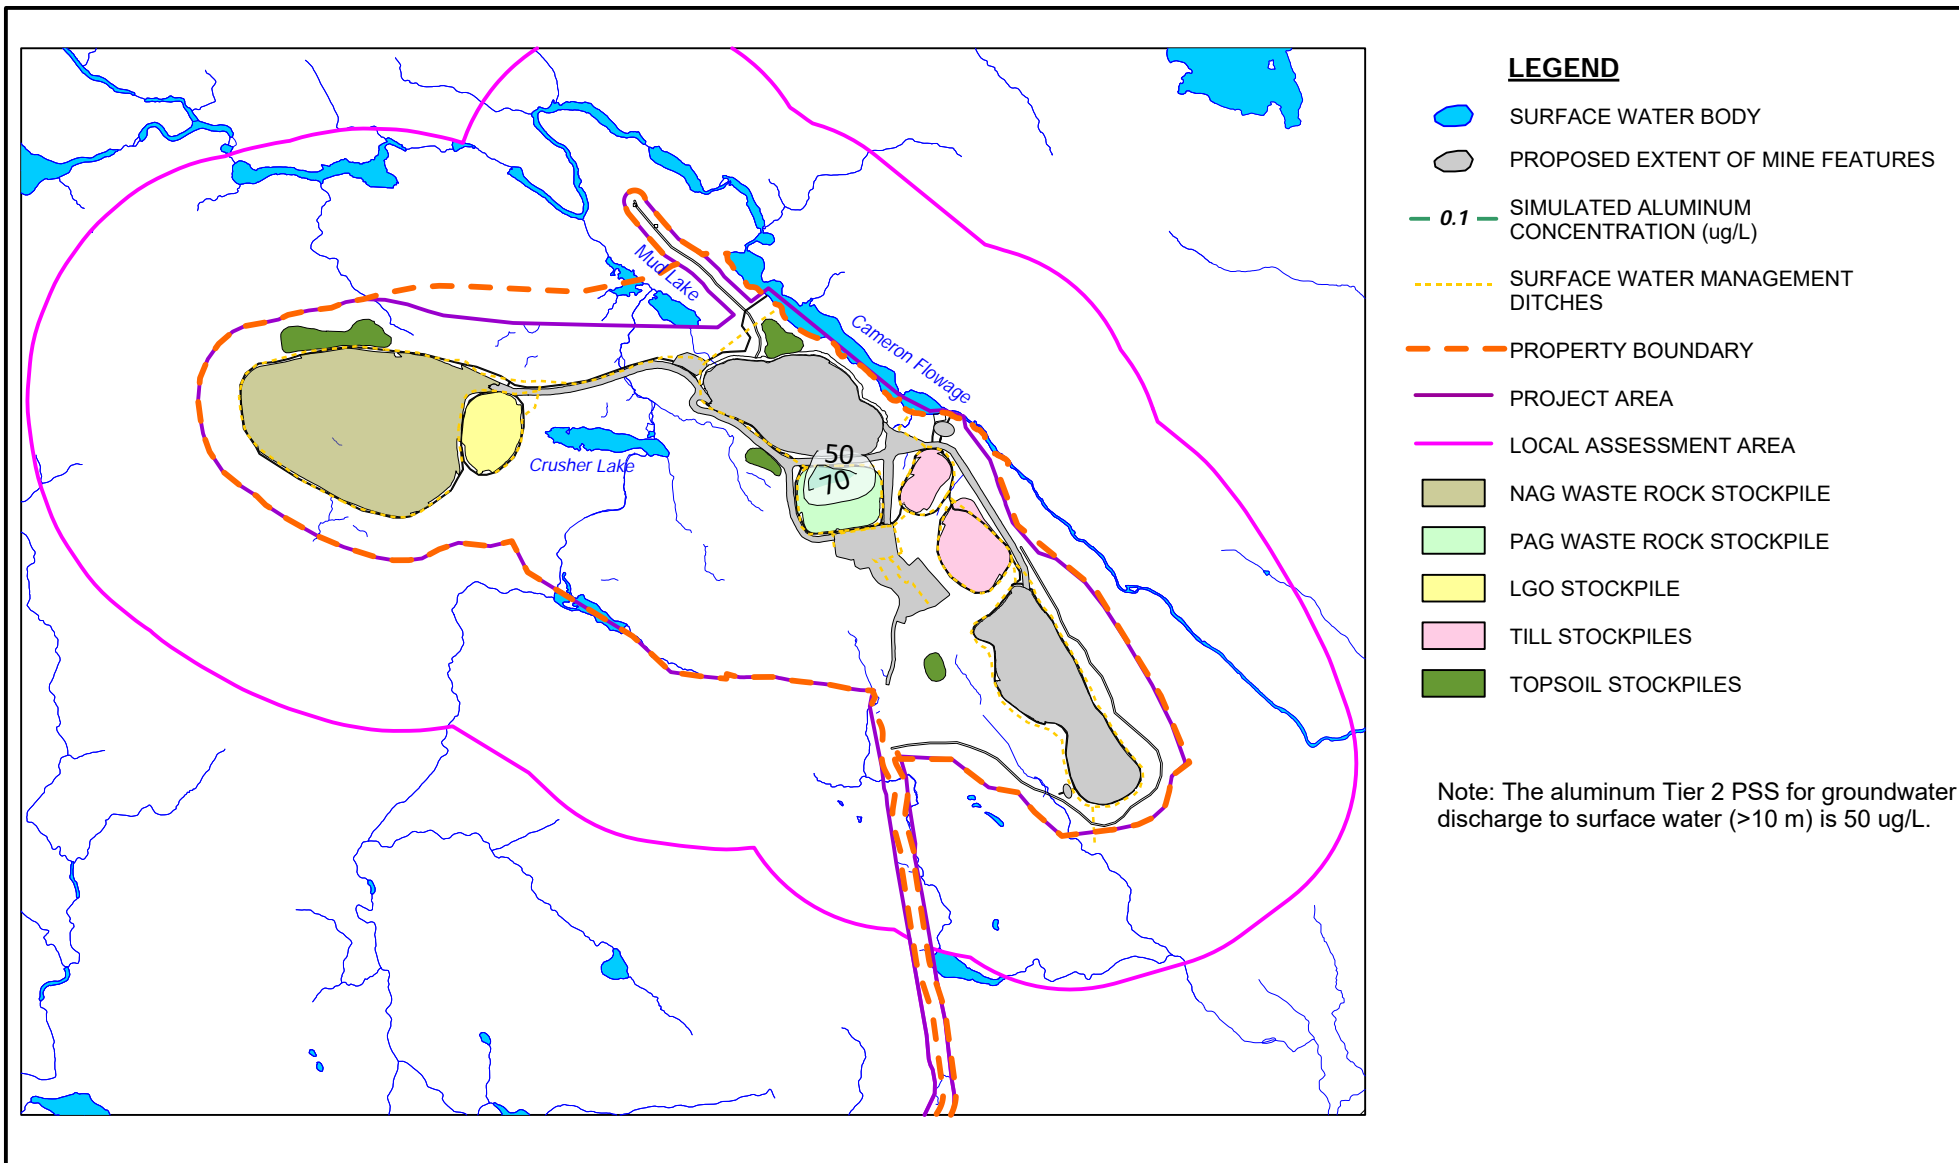 LEGEND
SURFACE WATER BODY
PROPOSED EXTENT OF MINE FEATURES
0.1
SIMULATED ALUMINUM
CONCENTRATION (ug/L)
SURFACE WATER MANAGEMENT
DITCHES
PROPERTY BOUNDARY
PROJECT AREA
LOCAL ASSESSMENT AREA
NAG WASTE ROCK STOCKPILE
PAG WASTE ROCK STOCKPILE
LGO STOCKPILE
TILL STOCKPILES
TOPSOIL STOCKPILES
Note: The aluminum Tier 2 PSS for groundwater
discharge to surface water (>10 m) is 50 ug/L.
Mud Lake
Cameron Flowage
Crusher Lake
50
70